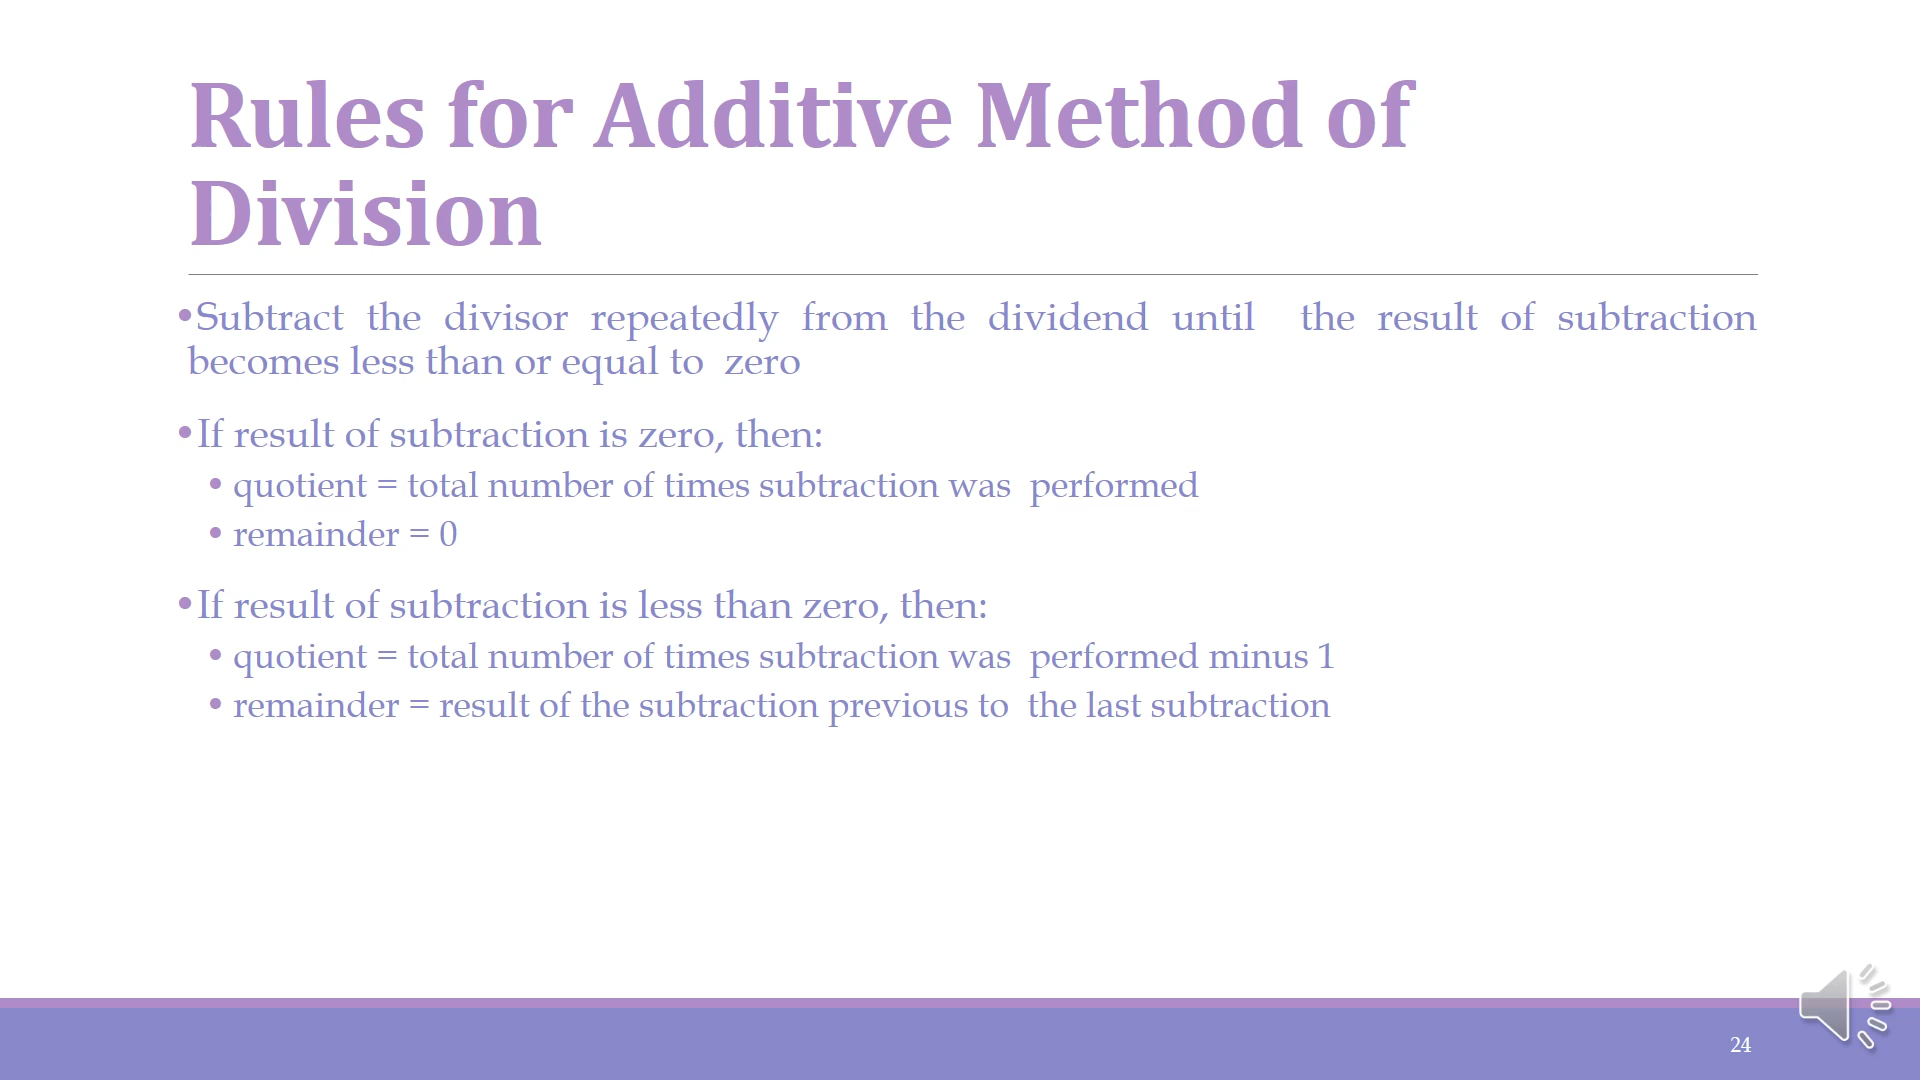 Rules for Additive Method of
Division
•Subtract the divisor repeatedly from the dividend until the result of subtraction
becomes less than or equal to zero
•If result of subtraction is zero, then:
• quotient = total number of times subtraction was performed
• remainder = 0
•If result of subtraction is less than zero, then:
• quotient = total number of times subtraction was performed minus 1
• remainder = result of the subtraction previous to the last subtraction
24